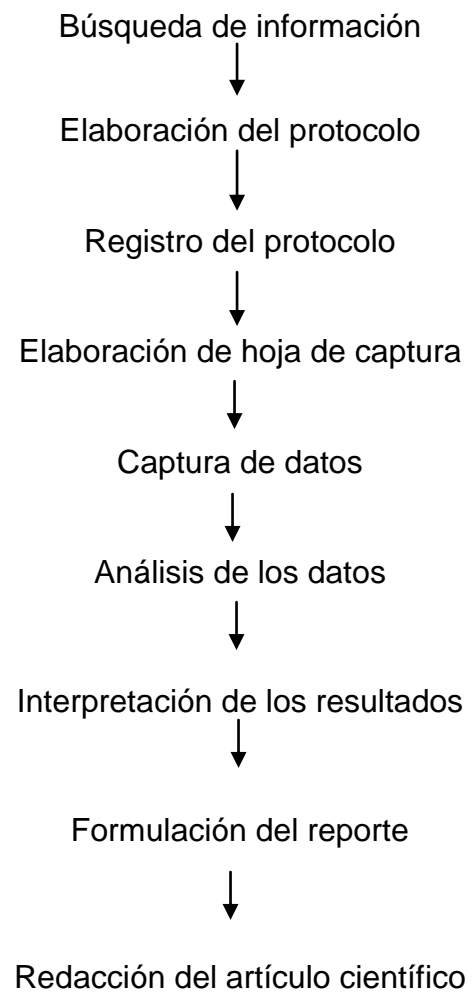 Búsqueda de información
Elaboración del protocolo
Registro del protocolo
Elaboración de hoja de captura
Captura de datos
Análisis de los datos
Interpretación de los resultados
Formulación del reporte
Redacción del artículo científico